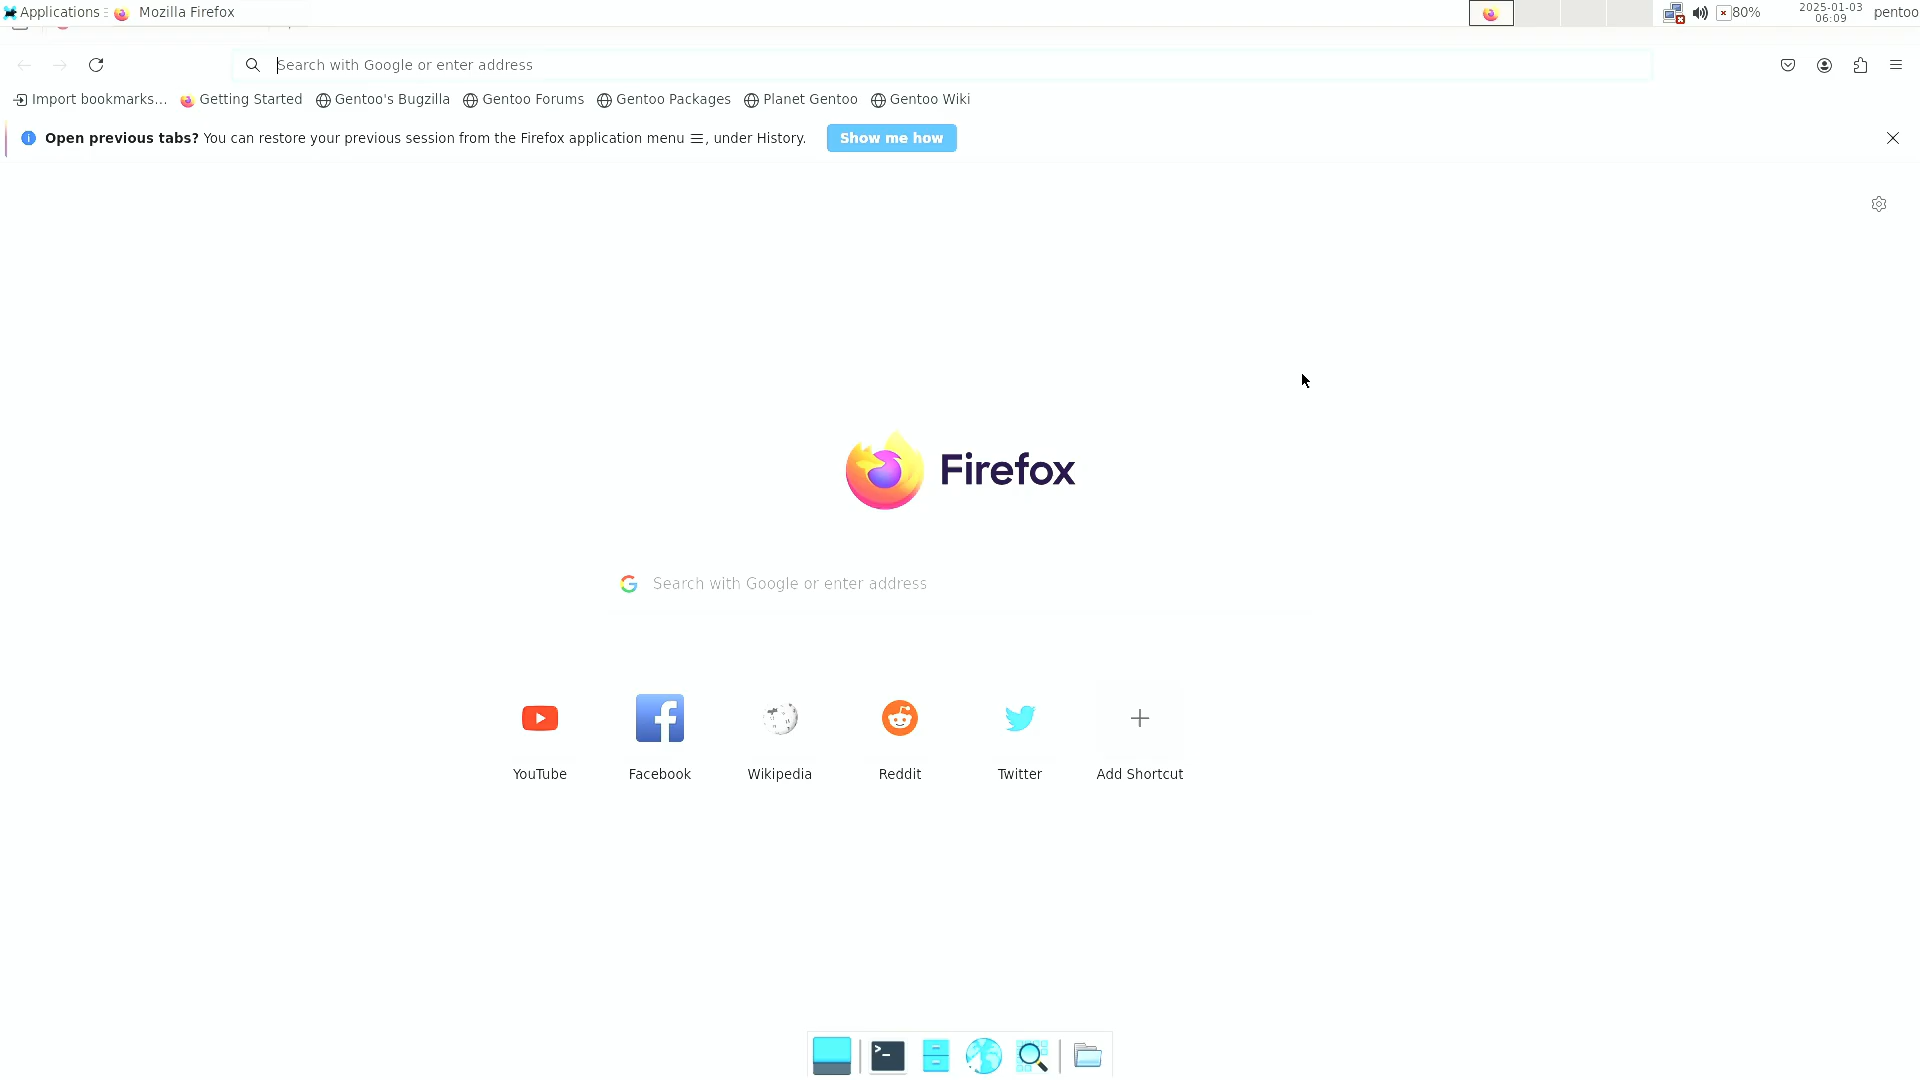 Applications
Mozilla Firefox
80%
2025-01-03
06:09
pentoo
Search with Google or enter address
Import bookmarks...
Getting Started
Gentoo's Bugzilla
Gentoo Forums
Gentoo Packages
Planet Gentoo
Gentoo Wiki
Open previous tabs? You can restore your previous session from the Firefox application menu ≡, under History.
Show me how
Firefox
Search with Google or enter address
YouTube
Facebook
Wikipedia
Reddit
Twitter
Add Shortcut